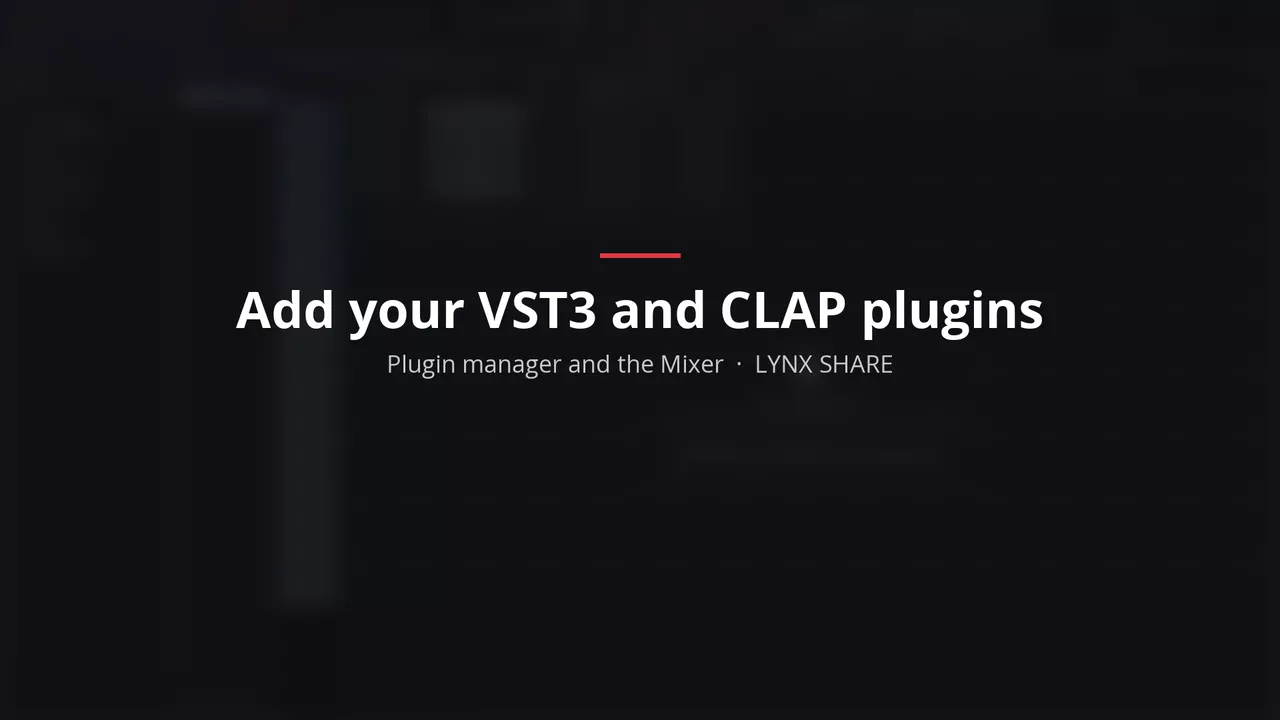 Add your VST3 and CLAP plugins
Plugin manager and the Mixer · LYNX SHARE